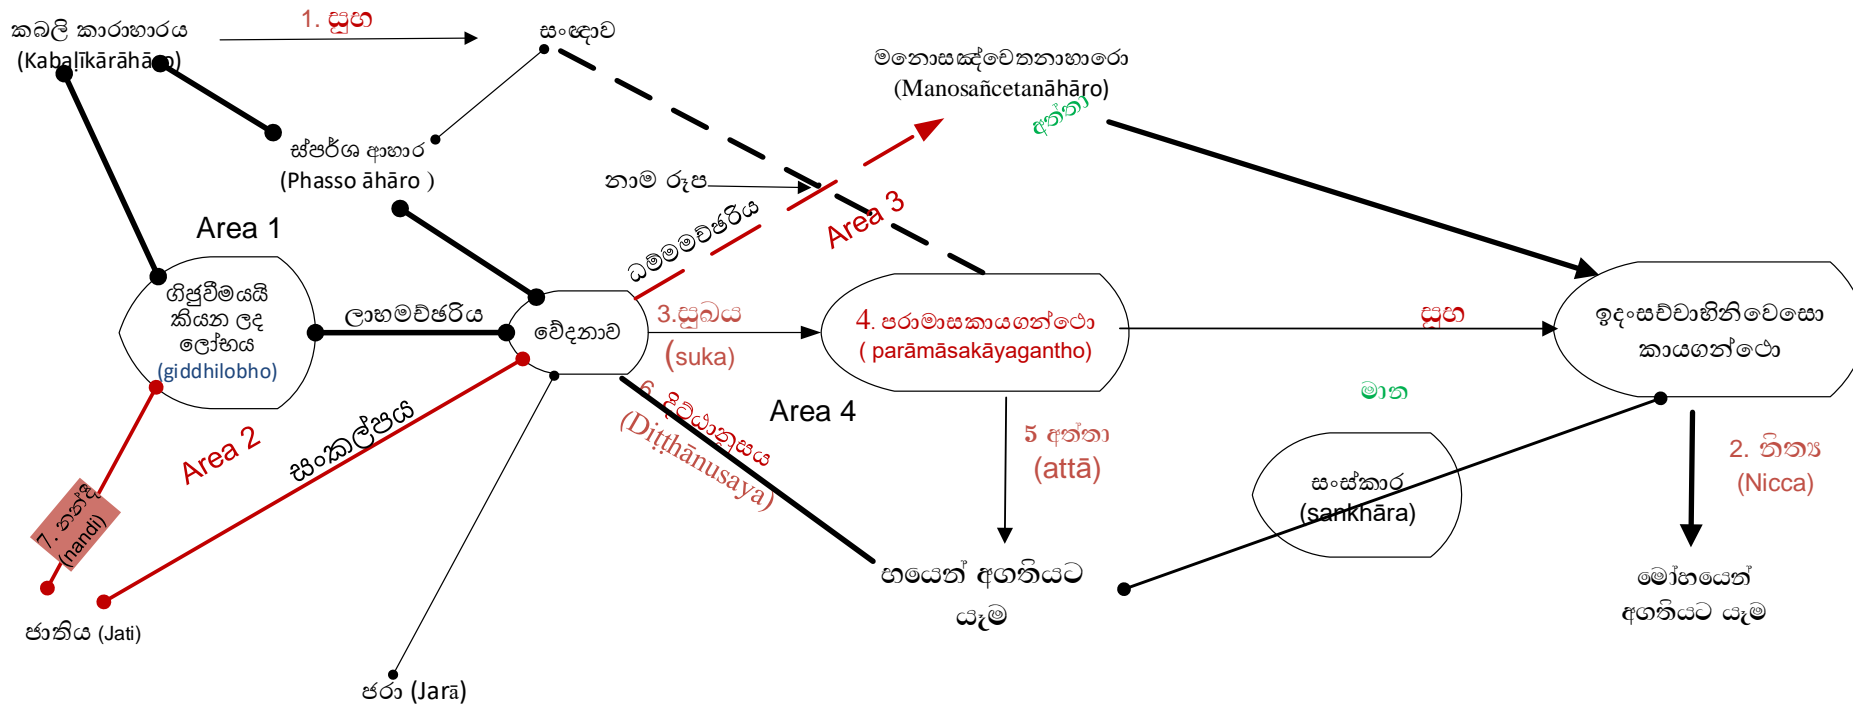 කබලි කාරාහාරය
(Kabaḷīkārāhāro)
1. සුභ
සංඥාව
මනොසඤ්චෙතනාහාරො
(Manosañcetanāhāro)
අත්තා
ස්පර්ශ ආහාර
(Phasso āhāro )
නාම රූප
ධම්මමච්ඡරිය
Area 3
Area 1
ගිජුවීමයයි
කියන ලද
ලෝභය
(giddhilobho)
ලාභමච්ඡරිය
වේදනාව
3.සුඛය
(suka)
4. පරාමාසකායගන්ථො
( parāmāsakāyagantho)
සුභ
ඉදංසච්චාභිනිවෙසො
කායගන්ථො
Area 2
සංකල්පය
6. දිට්ඨානුසය
(Diṭṭhānusaya)
Area 4
5 අත්තා
(attā)
මාන
සංස්කාර
(sankhāra)
2. නිත්‍ය
(Nicca)
7. නන්දි
(nandi)
භයෙන් අගතියට
යෑම
මෝහයෙන්
අගතියට යෑම
ජාතිය (Jati)
ජරා (Jarā)